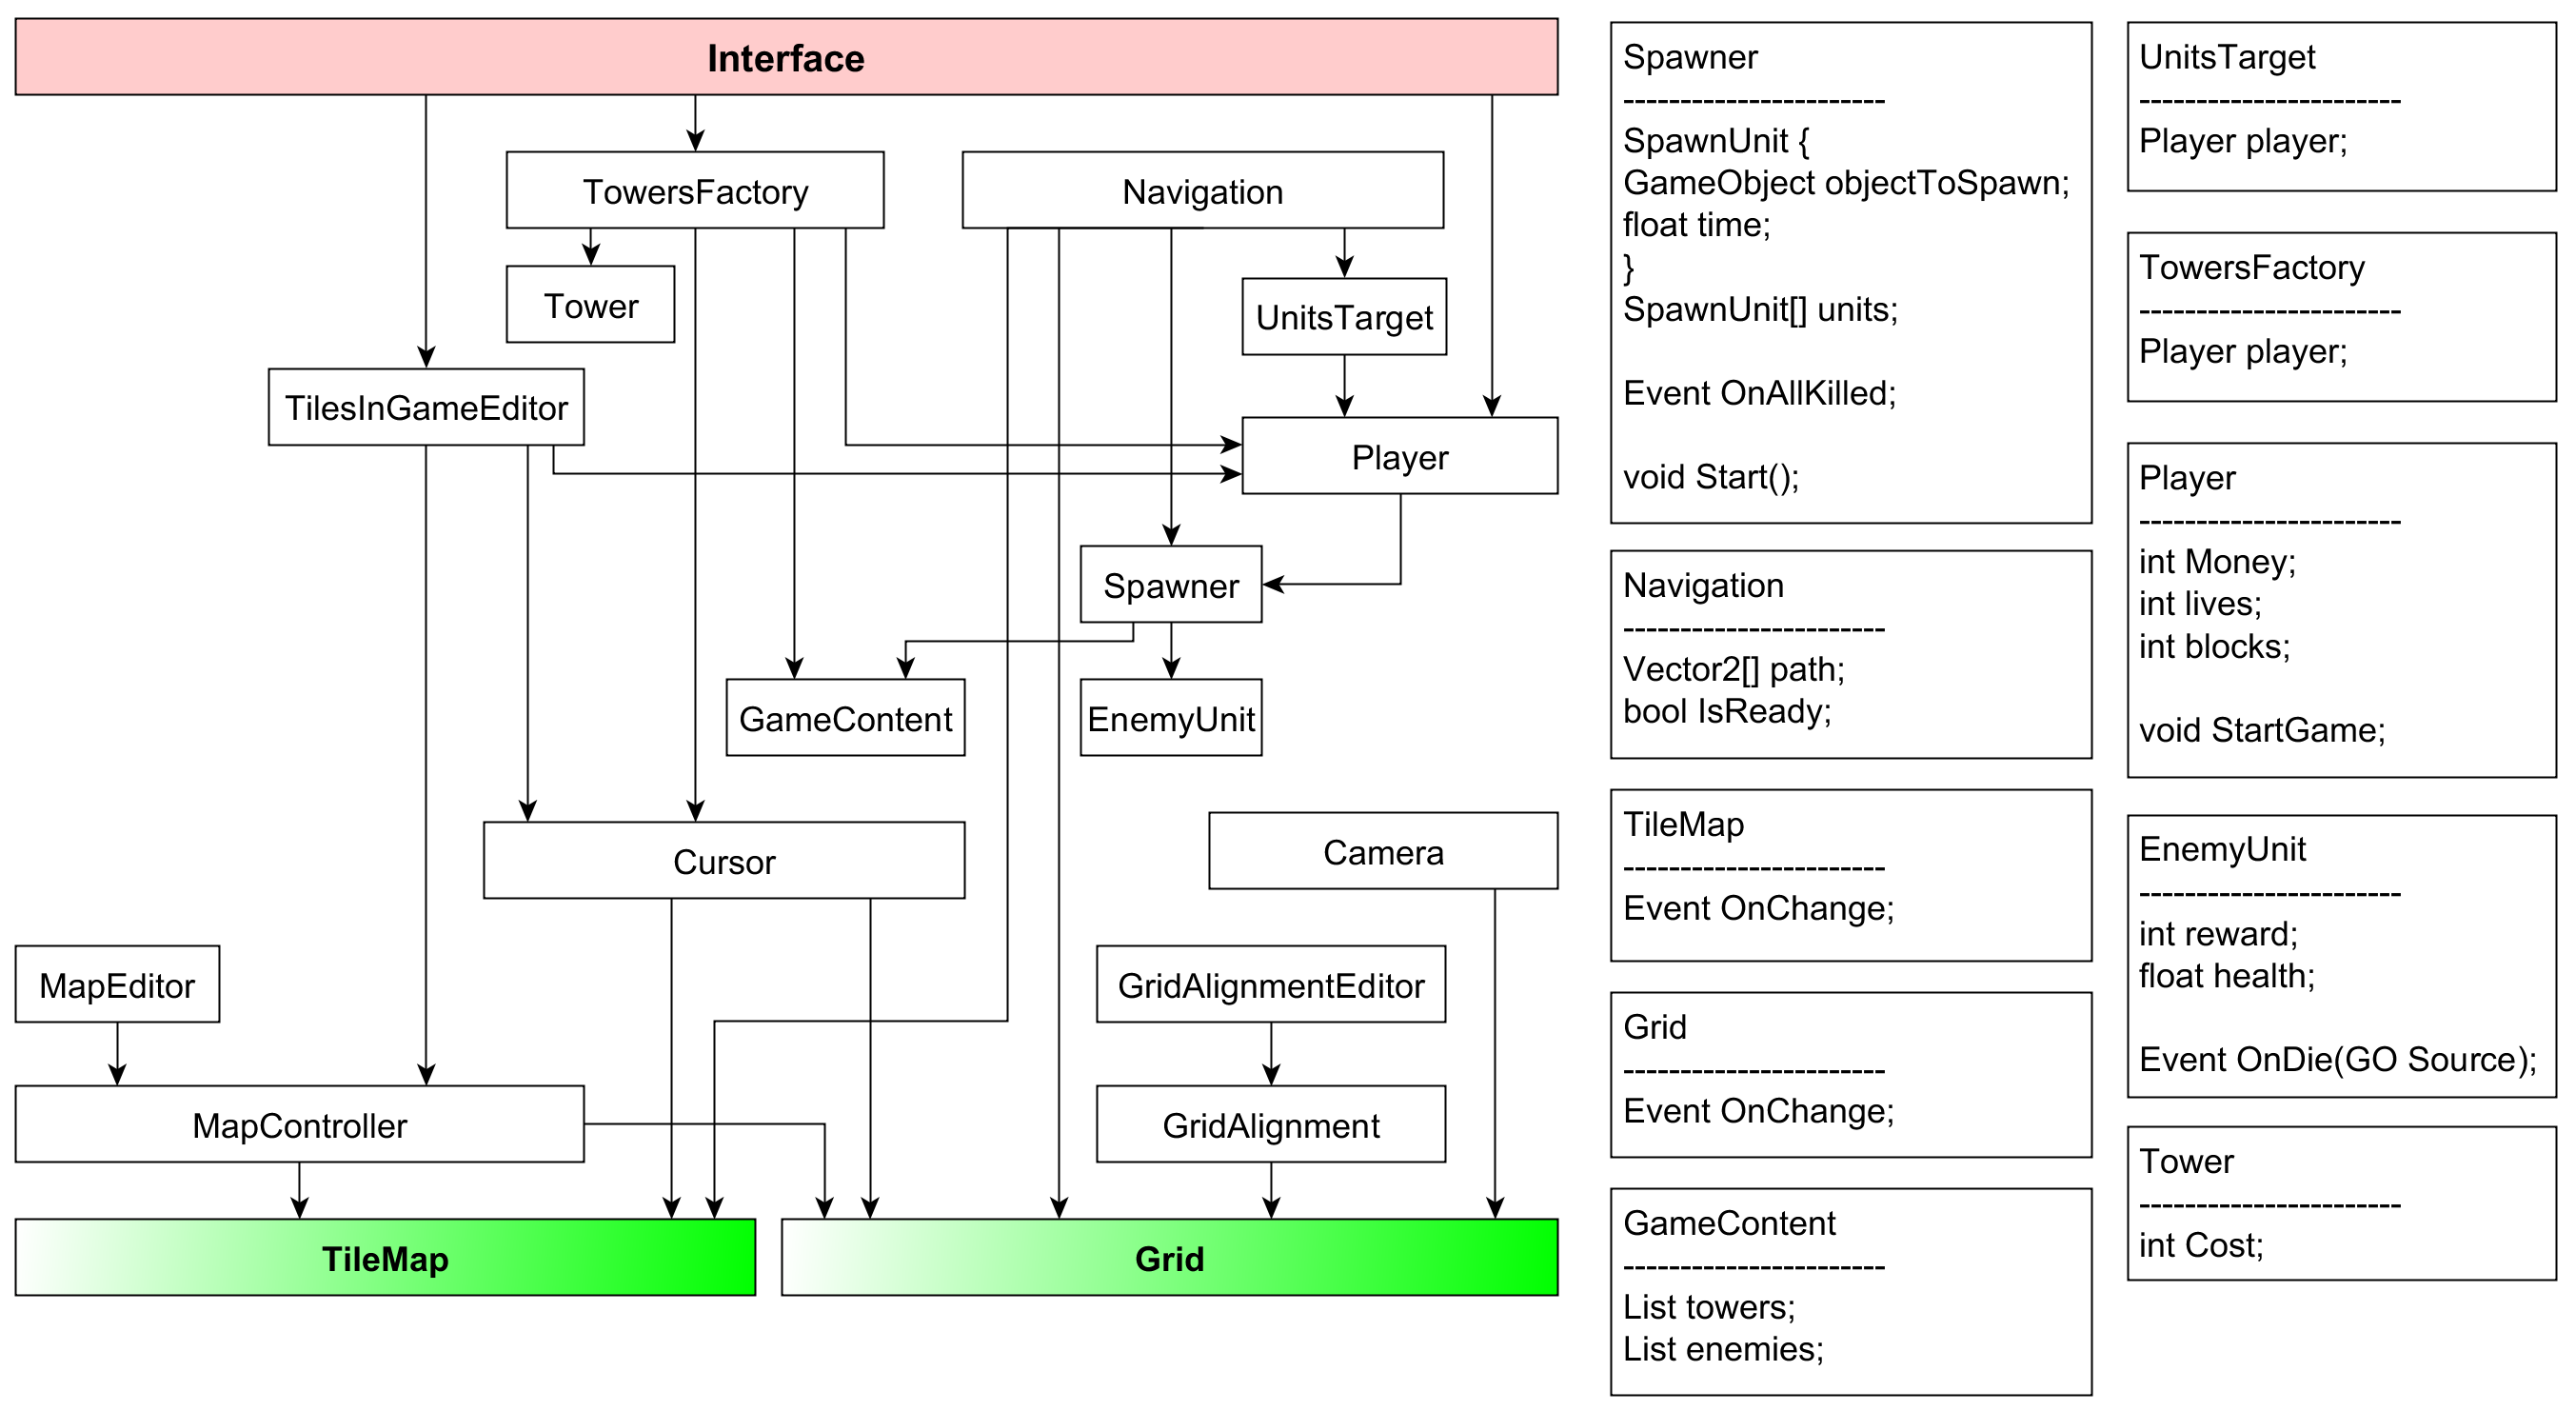 Interface
TowersFactory
Navigation
Tower
UnitsTarget
TilesInGameEditor
Player
Spawner
GameContent
EnemyUnit
Cursor
Camera
MapEditor
GridAlignmentEditor
MapController
GridAlignment
TileMap
Grid
Spawner
-----------------------
SpawnUnit {
GameObject objectToSpawn;
float time;
}
SpawnUnit[] units;
Event OnAllKilled;
void Start();
Navigation
-----------------------
Vector2[] path;
bool IsReady;
TileMap
-----------------------
Event OnChange;
Grid
-----------------------
Event OnChange;
GameContent
-----------------------
List towers;
List enemies;
UnitsTarget
-----------------------
Player player;
TowersFactory
-----------------------
Player player;
Player
-----------------------
int Money;
int lives;
int blocks;
void StartGame;
EnemyUnit
-----------------------
int reward;
float health;
Event OnDie(GO Source);
Tower
-----------------------
int Cost;